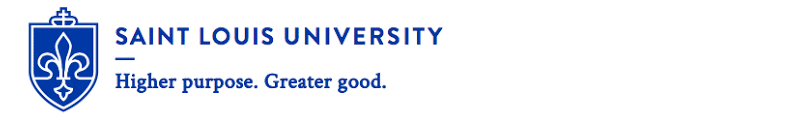 SAINT LOUIS UNIVERSITY
Higher purpose. Greater good.